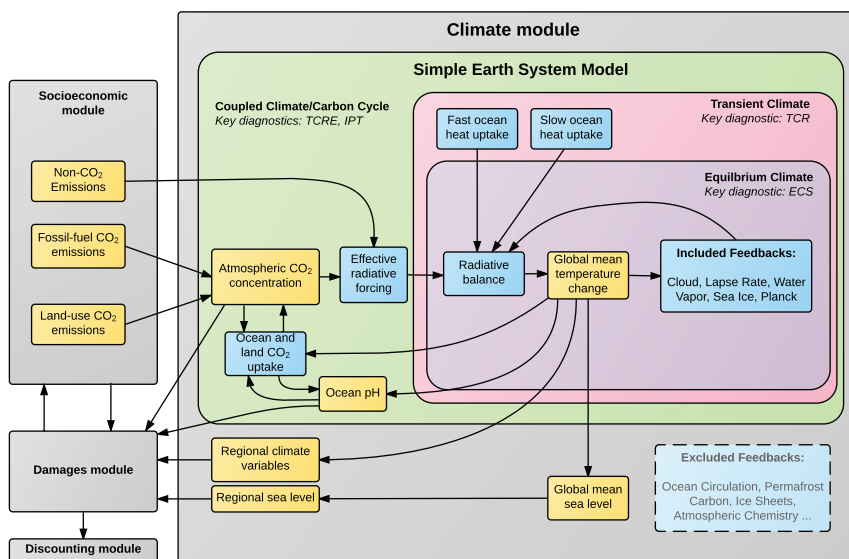 Climate module
Simple Earth System Model
Socioeconomic
module
Coupled Climate/Carbon Cycle
Key diagnostics: TCRE, IPT
Transient Climate
Key diagnostic: TCR
Fast ocean
heat uptake
Slow ocean
heat uptake
Equilbrium Climate
Key diagnostic: ECS
Non-CO₂
Emissions
Fossil-fuel CO₂
emissions
Land-use CO₂
emissions
Atmospheric CO₂
concentration
Effective
radiative
forcing
Radiative
balance
Global mean
temperature
change
Included Feedbacks:
Cloud, Lapse Rate, Water
Vapor, Sea Ice, Planck
Ocean and
land CO₂
uptake
Ocean pH
Damages module
Regional climate
variables
Regional sea level
Global mean
sea level
Excluded Feedbacks:
Ocean Circulation, Permafrost
Carbon, Ice Sheets,
Atmospheric Chemistry ...
Discounting module